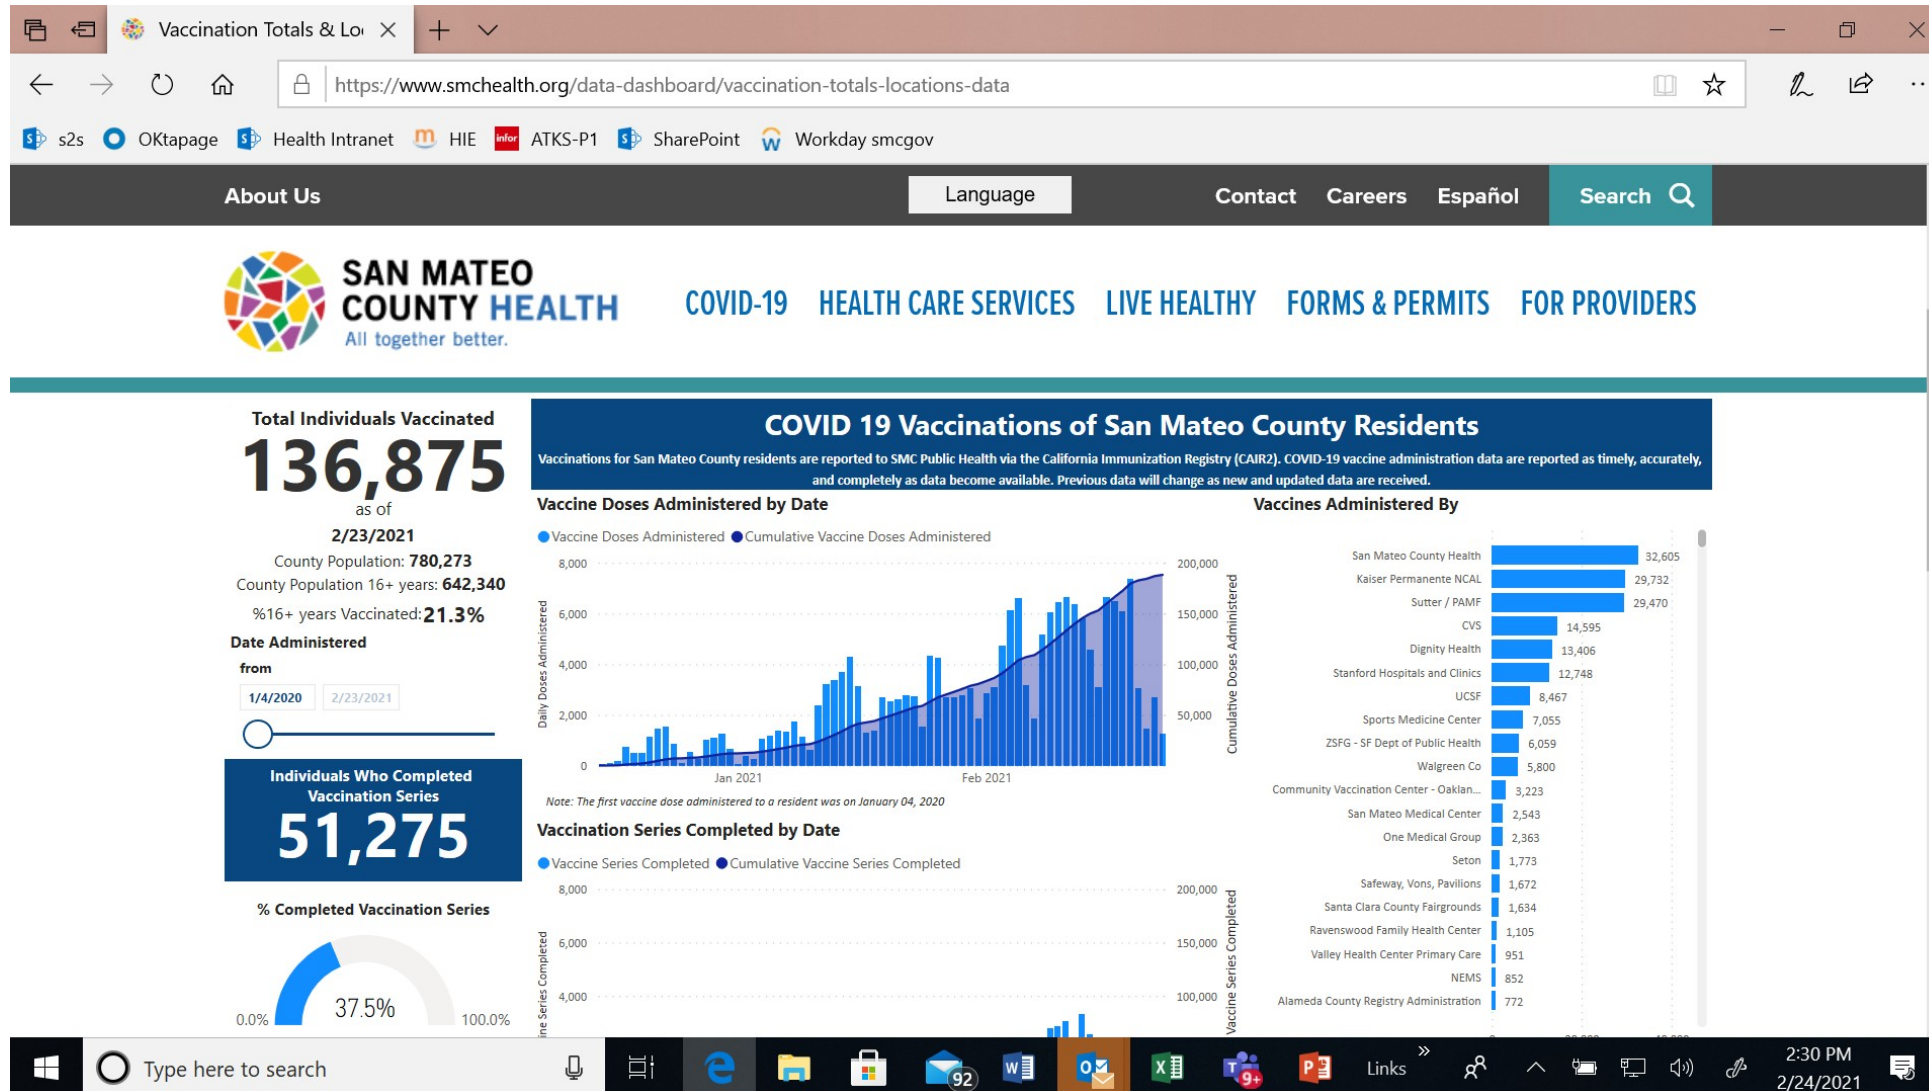 Vaccination Totals & Lo
https://www.smchealth.org/data-dashboard/vaccination-totals-locations-data
s2s OKtapage Health Intranet HIE infor ATKS-P1 SharePoint Workday smcgov
About Us Language Contact Careers Español Search
SAN MATEO
COUNTY HEALTH
All together better.
COVID-19 HEALTH CARE SERVICES LIVE HEALTHY FORMS & PERMITS FOR PROVIDERS
Total Individuals Vaccinated
136,875
as of
2/23/2021
County Population: 780,273
County Population 16+ years: 642,340
%16+ years Vaccinated: 21.3%
Date Administered
from
1/4/2020 2/23/2021
Individuals Who Completed
Vaccination Series
51,275
% Completed Vaccination Series
37.5%
0.0% 100.0%
COVID 19 Vaccinations of San Mateo County Residents
Vaccinations for San Mateo County residents are reported to SMC Public Health via the California Immunization Registry (CAIR2). COVID-19 vaccine administration data are reported as timely, accurately,
and completely as data become available. Previous data will change as new and updated data are received.
Vaccine Doses Administered by Date
Vaccine Doses Administered Cumulative Vaccine Doses Administered
Daily Doses Administered
8,000
6,000
4,000
2,000
0
200,000
150,000
100,000
50,000
Cumulative Doses Administered
Jan 2021 Feb 2021
Note: The first vaccine dose administered to a resident was on January 04, 2020
Vaccination Series Completed by Date
Vaccine Series Completed Cumulative Vaccine Series Completed
8,000
6,000
4,000
Series Completed
200,000
150,000
100,000
Vaccine Series Completed
Vaccines Administered By
San Mateo County Health 32,605
Kaiser Permanente NCAL 29,732
Sutter / PAMF 29,470
CVS 14,595
Dignity Health 13,406
Stanford Hospitals and Clinics 12,748
UCSF 8,467
Sports Medicine Center 7,055
ZSFG - SF Dept of Public Health 6,059
Walgreen Co 5,800
Community Vaccination Center - Oaklan... 3,223
San Mateo Medical Center 2,543
One Medical Group 2,363
Seton 1,773
Safeway, Vons, Pavilions 1,672
Santa Clara County Fairgrounds 1,634
Ravenswood Family Health Center 1,105
Valley Health Center Primary Care 951
NEMS 852
Alameda County Registry Administration 772
Type here to search
92
9+
Links
2:30 PM
2/24/2021